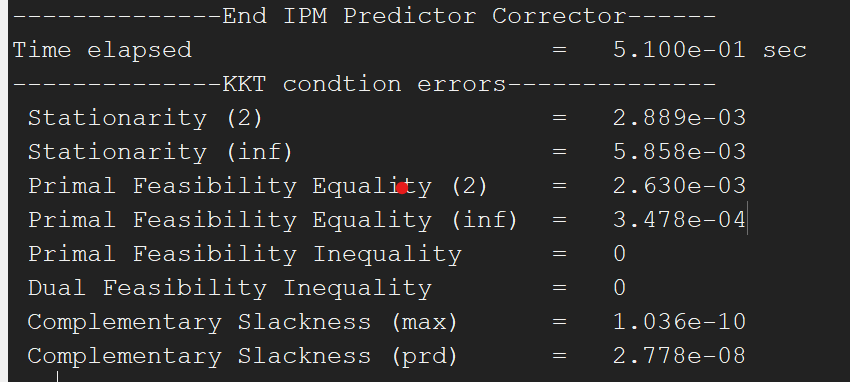 --------------End IPM Predictor Corrector------
Time elapsed = 5.100e-01 sec
--------------KKT condtion errors--------------
Stationarity (2) = 2.889e-03
Stationarity (inf) = 5.858e-03
Primal Feasibility Equality (2) = 2.630e-03
Primal Feasibility Equality (inf) = 3.478e-04
Primal Feasibility Inequality = 0
Dual Feasibility Inequality = 0
Complementary Slackness (max) = 1.036e-10
Complementary Slackness (prd) = 2.778e-08